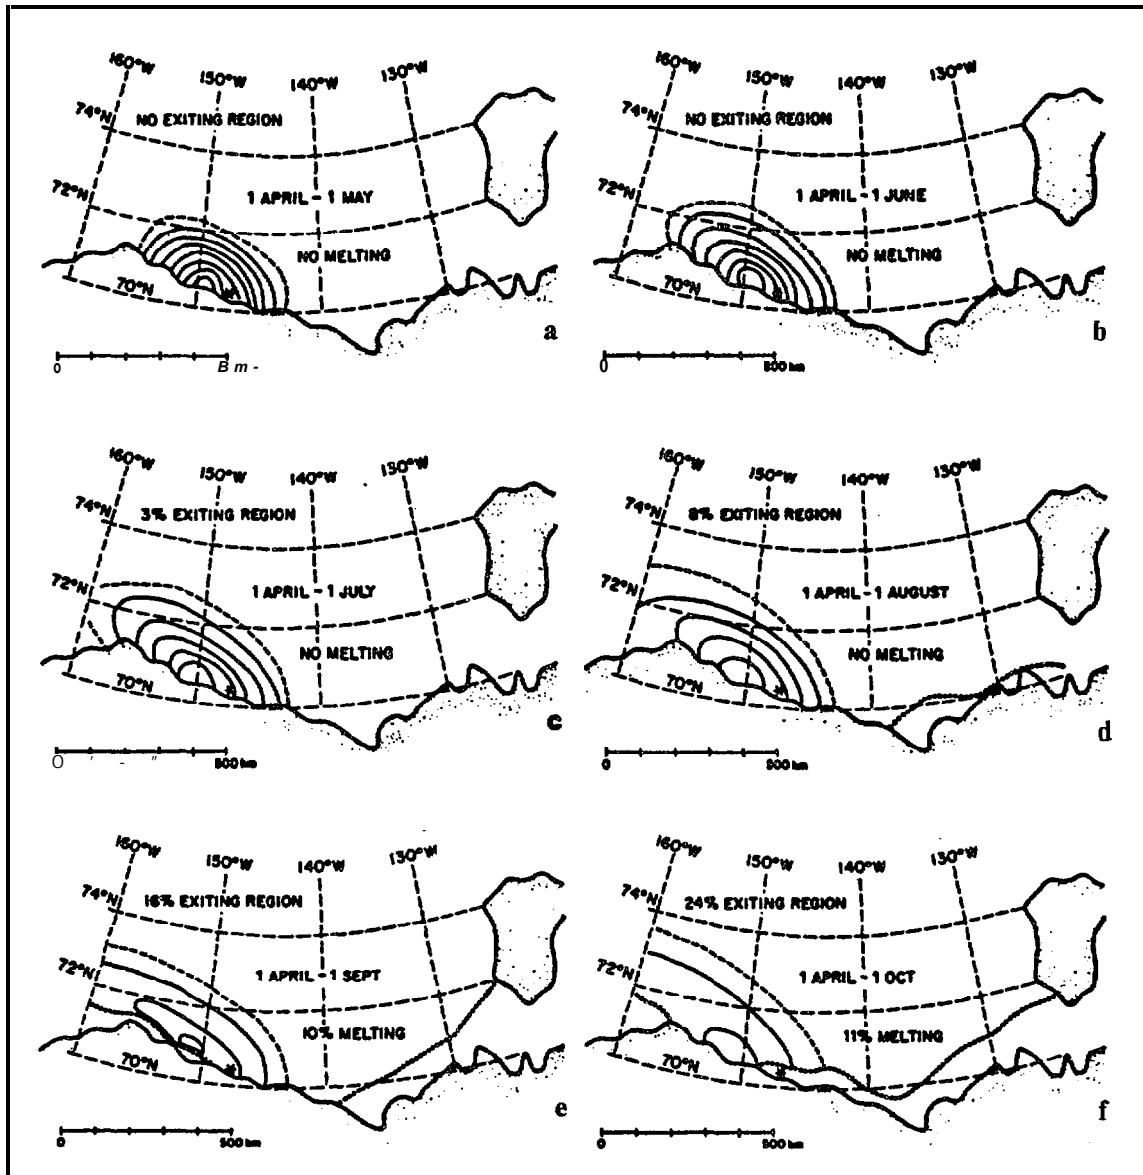 160°W
150°W
140°W
130°W
74°N
NO EXITING REGION
72°N
1 APRIL - 1 MAY
NO MELTING
70°N
a
0
B m -
160°W
150°W
140°W
130°W
74°N
NO EXITING REGION
72°N
1 APRIL - 1 JUNE
NO MELTING
70°N
b
0
500 km
160°W
150°W
140°W
130°W
74°N
3% EXITING REGION
72°N
1 APRIL - 1 JULY
NO MELTING
70°N
c
O ' - "
500 km
160°W
150°W
140°W
130°W
74°N
8% EXITING REGION
72°N
1 APRIL - 1 AUGUST
NO MELTING
70°N
d
0
500 km
160°W
150°W
140°W
130°W
74°N
16% EXITING REGION
72°N
1 APRIL - 1 SEPT
10% MELTING
70°N
e
0
500 km
160°W
150°W
140°W
130°W
74°N
24% EXITING REGION
72°N
1 APRIL - 1 OCT
11% MELTING
70°N
f
0
500 km